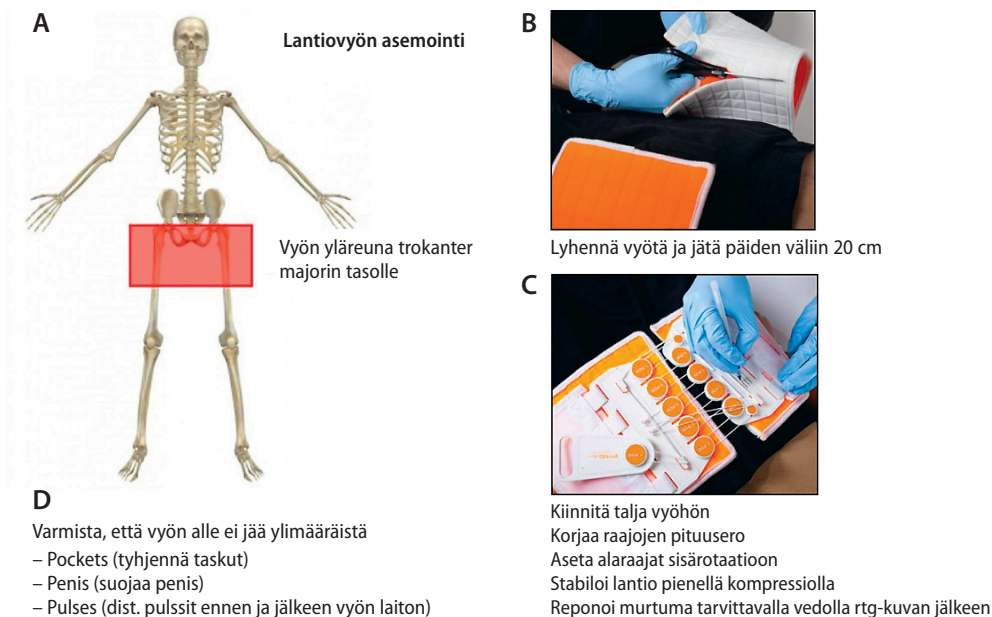 A
Lantiovyön asemointi
Vyön yläreuna trokanter
majorin tasolle
B
Lyhennä vyötä ja jätä päiden väliin 20 cm
C
Kiinnitä talja vyöhön
Korjaa raajojen pituusero
Aseta alaraajat sisärotaatioon
Stabiloi lantio pienellä kompressiolla
Reponoi murtuma tarvittavalla vedolla rtg-kuvan jälkeen
D
Varmista, että vyön alle ei jää ylimääräistä
– Pockets (tyhjennä taskut)
– Penis (suojaa penis)
– Pulses (dist. pulssit ennen ja jälkeen vyön laiton)